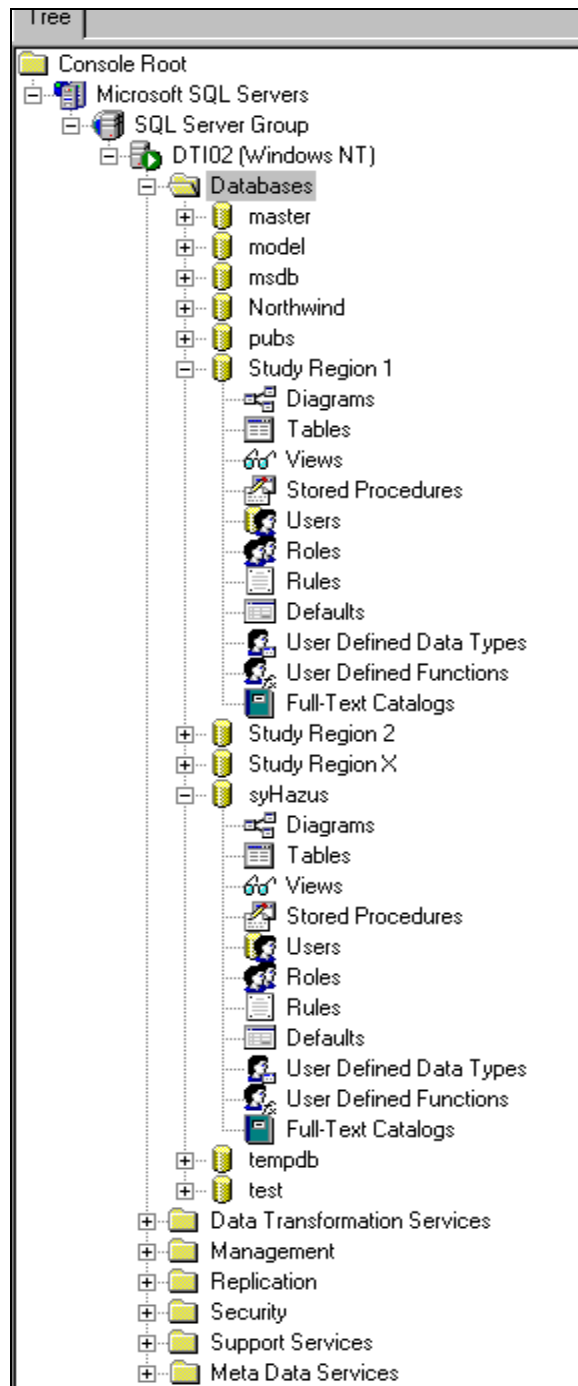 Tree
Console Root
Microsoft SQL Servers
SQL Server Group
DTI02 (Windows NT)
Databases
master
model
msdb
Northwind
pubs
Study Region 1
Diagrams
Tables
Views
Stored Procedures
Users
Roles
Rules
Defaults
User Defined Data Types
User Defined Functions
Full-Text Catalogs
Study Region 2
Study Region X
syHazus
Diagrams
Tables
Views
Stored Procedures
Users
Roles
Rules
Defaults
User Defined Data Types
User Defined Functions
Full-Text Catalogs
tempdb
test
Data Transformation Services
Management
Replication
Security
Support Services
Meta Data Services